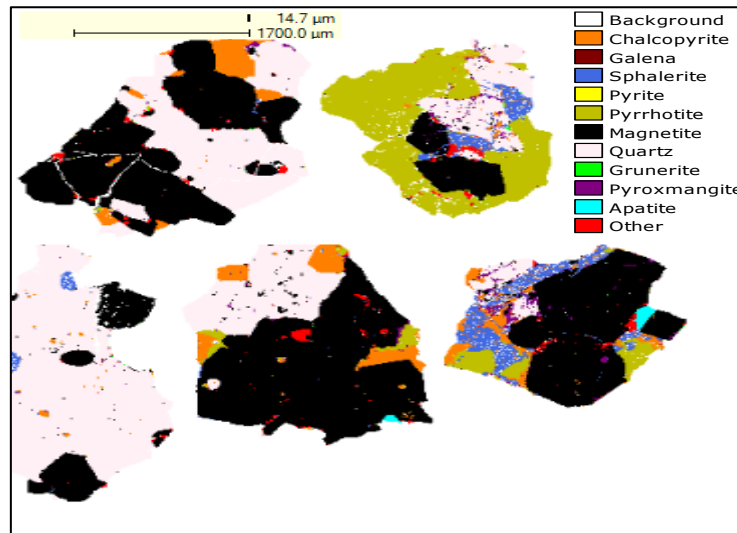 14.7 µm
1700.0 µm
Background
Chalcopyrite
Galena
Sphalerite
Pyrite
Pyrrhotite
Magnetite
Quartz
Grunerite
Pyroxmangite
Apatite
Other